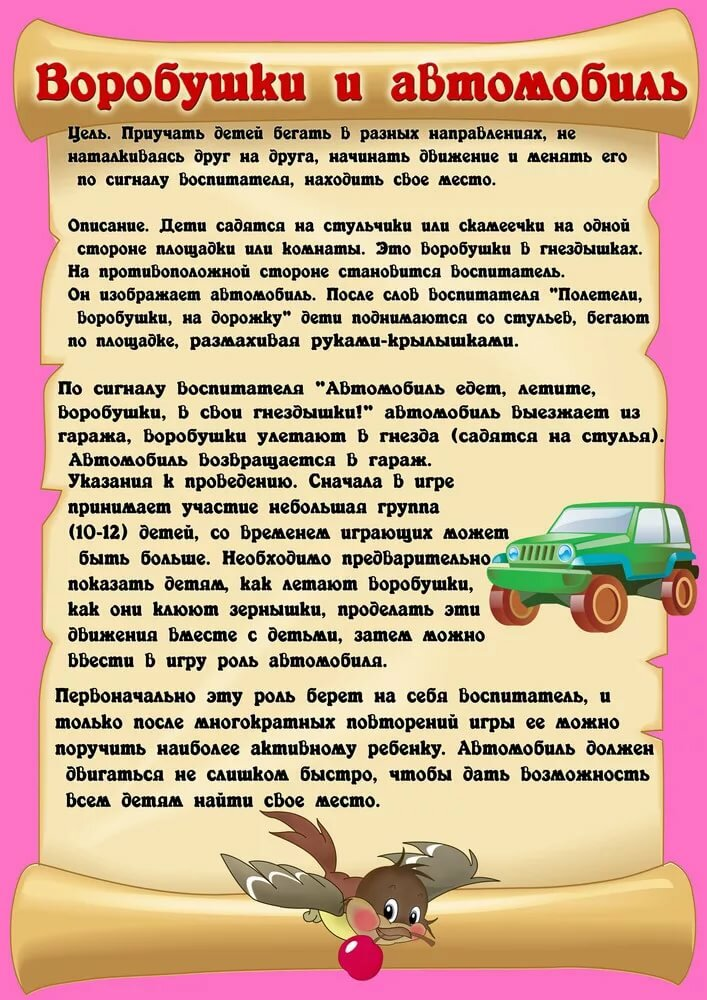 Воробушки и автомобиль
Цель. Приучать детей бегать в разных направлениях, не
наталкиваясь друг на друга, начинать движение и менять его
по сигналу воспитателя, находить свое место.
Описание. Дети садятся на стульчики или скамеечки на одной
стороне площадки или комнаты. Это воробушки в гнездышках.
На противоположной стороне становится воспитатель.
Он изображает автомобиль. После слов воспитателя "Полетели,
воробушки, на дорожку" дети поднимаются со стульев, бегают
по площадке, размахивая руками-крылышками.
По сигналу воспитателя "Автомобиль едет, летите,
воробушки, в свои гнездышки!" автомобиль выезжает из
гаража, воробушки улетают в гнезда (садятся на стулья).
Автомобиль возвращается в гараж.
Указания к проведению. Сначала в игре
принимает участие небольшая группа
(10-12) детей, со временем играющих может
быть больше. Необходимо предварительно
показать детям, как летают воробушки,
как они клюют зернышки, проделать эти
движения вместе с детьми, затем можно
ввести в игру роль автомобиля.
Первоначально эту роль берет на себя воспитатель, и
только после многократных повторений игры ее можно
поручить наиболее активному ребенку. Автомобиль должен
двигаться не слишком быстро, чтобы дать возможность
всем детям найти свое место.